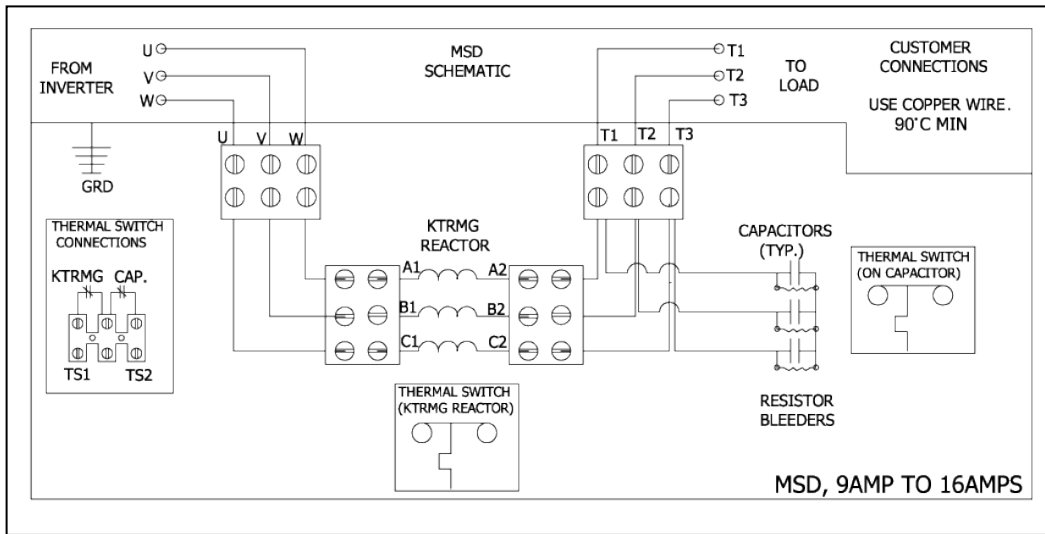 FROM
INVERTER
U
V
W
MSD
SCHEMATIC
T1
T2
T3
TO
LOAD
CUSTOMER
CONNECTIONS
USE COPPER WIRE.
90°C MIN
GRD
U V W
T1 T2 T3
THERMAL SWITCH
CONNECTIONS
KTRMG CAP.
TS1 TS2
KTRMG
REACTOR
A1 A2
B1 B2
C1 C2
CAPACITORS
(TYP.)
THERMAL SWITCH
(ON CAPACITOR)
THERMAL SWITCH
(KTRMG REACTOR)
RESISTOR
BLEEDERS
MSD, 9AMP TO 16AMPS